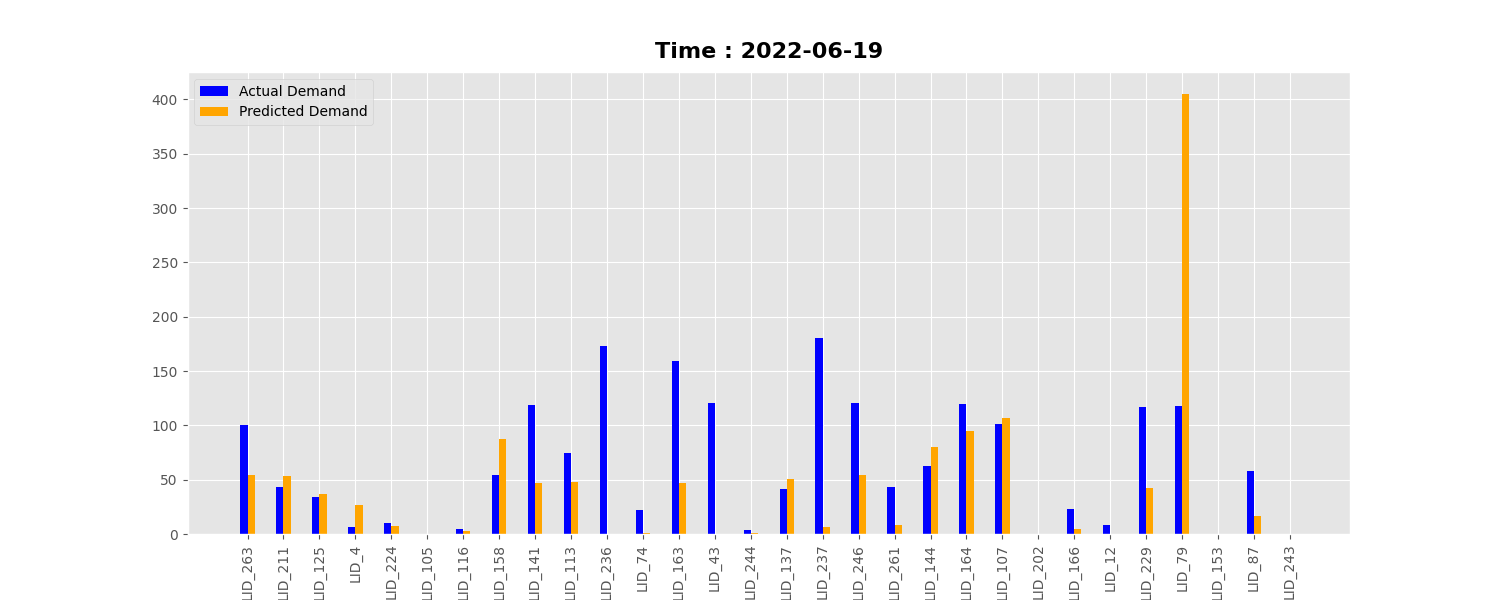 Time : 2022-06-19
Actual Demand
Predicted Demand
400
350
300
250
200
150
100
50
0
LID_263
LID_211
LID_125
LID_4
LID_224
LID_105
LID_116
LID_158
LID_141
LID_113
LID_236
LID_74
LID_163
LID_43
LID_244
LID_137
LID_237
LID_246
LID_261
LID_144
LID_164
LID_107
LID_202
LID_166
LID_12
LID_229
LID_79
LID_153
LID_87
LID_243